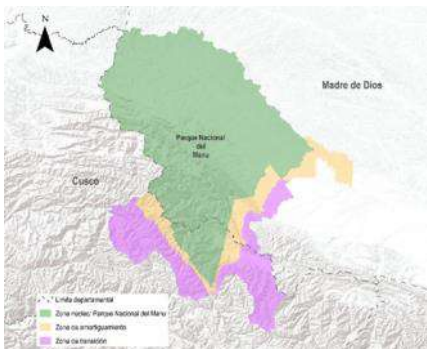 N
Madre de Dios
Parque Nacional
del
Manu
Cusco
Límite departamental
Zona núcleo: Parque Nacional del Manu
Zona de amortiguamiento
Zona de transición